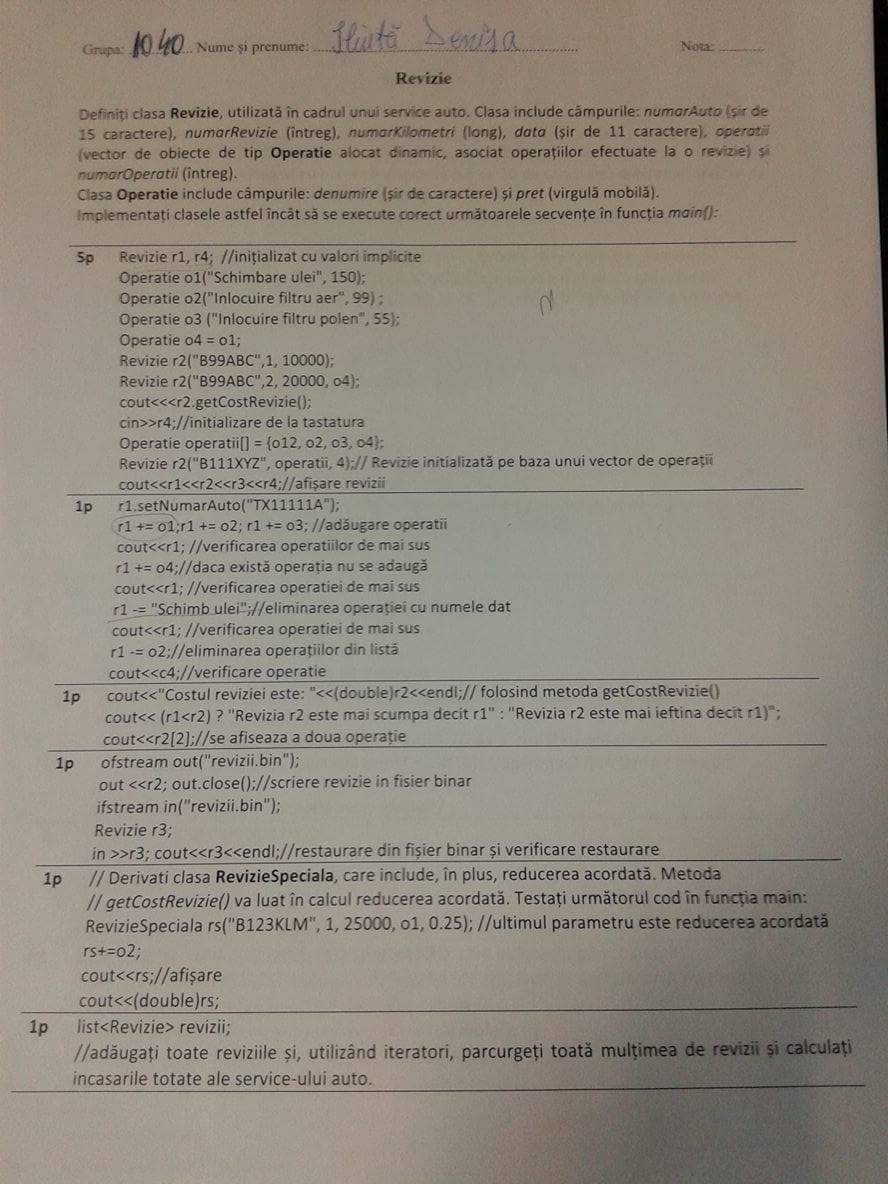 Grupa: 1040 Nume și prenume: Denisa Nota:
Revizie
Definiți clasa Revizie, utilizată în cadrul unui service auto. Clasa include câmpurile: numarAuto (șir de
15 caractere), numarRevizie (întreg), numarKilometri (long), data (șir de 11 caractere), operatii
(vector de obiecte de tip Operatie alocat dinamic, asociat operațiilor efectuate la o revizie) și
numarOperatii (întreg).
Clasa Operatie include câmpurile: denumire (șir de caractere) și pret (virgulă mobilă).
Implementați clasele astfel încât să se execute corect următoarele secvențe în funcția main():
5p Revizie r1, r4; //inițializat cu valori implicite
Operatie o1("Schimbare ulei", 150);
Operatie o2("Inlocuire filtru aer", 99) ;
Operatie o3 ("Inlocuire filtru polen", 55);
Operatie o4 = o1;
Revizie r2("B99ABC",1, 10000);
Revizie r2("B99ABC",2, 20000, o4);
cout<<<r2.getCostRevizie();
cin>>r4;//initializare de la tastatura
Operatie operatii[] = {o12, o2, o3, o4};
Revizie r2("B111XYZ", operatii, 4);// Revizie initializată pe baza unui vector de operații
cout<<r1<<r2<<r3<<r4;//afișare revizii
1p r1.setNumarAuto("TX11111A");
r1 += o1;r1 += o2; r1 += o3; //adăugare operatii
cout<<r1; //verificarea operatiilor de mai sus
r1 += o4;//daca există operația nu se adaugă
cout<<r1; //verificarea operatiei de mai sus
r1 -= "Schimb ulei";//eliminarea operației cu numele dat
cout<<r1; //verificarea operatiei de mai sus
r1 -= o2;//eliminarea operațiilor din listă
cout<<c4;//verificare operatie
1p cout<<"Costul reviziei este: "<<(double)r2<<endl;// folosind metoda getCostRevizie()
cout<< (r1<r2) ? "Revizia r2 este mai scumpa decit r1" : "Revizia r2 este mai ieftina decit r1)";
cout<<r2[2];//se afiseaza a doua operație
1p ofstream out("revizii.bin");
out <<r2; out.close();//scriere revizie in fisier binar
ifstream in("revizii.bin");
Revizie r3;
in >>r3; cout<<r3<<endl;//restaurare din fișier binar și verificare restaurare
1p // Derivati clasa RevizieSpeciala, care include, în plus, reducerea acordată. Metoda
// getCostRevizie() va luat în calcul reducerea acordată. Testați următorul cod în funcția main:
RevizieSpeciala rs("B123KLM", 1, 25000, o1, 0.25); //ultimul parametru este reducerea acordată
rs+=o2;
cout<<rs;//afișare
cout<<(double)rs;
1p list<Revizie> revizii;
//adăugați toate reviziile și, utilizând iteratori, parcurgeți toată mulțimea de revizii și calculați
incasarile totate ale service-ului auto.